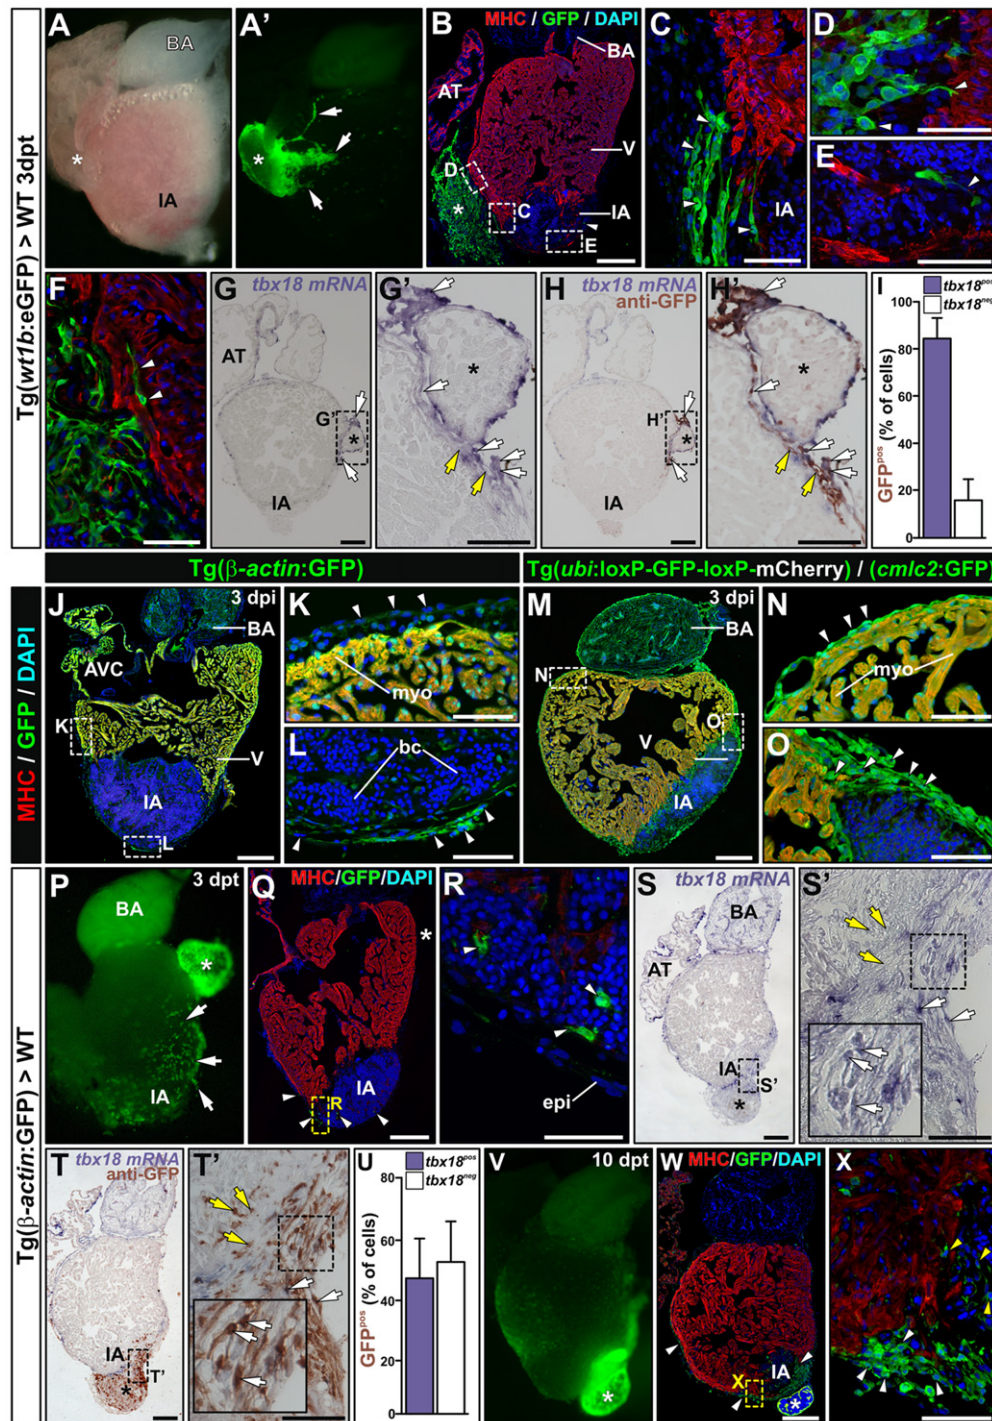 Tg(wt1b:eGFP) > WT 3dpt
A
BA
*
IA
A'
*
B
MHC / GFP / DAPI
BA
AT
V
D
*
C
IA
E
C
IA
D
E
F
G
tbx18 mRNA
AT
G'
*
IA
G'
*
H
tbx18 mRNA
anti-GFP
H'
*
IA
H'
*
I
tbx18pos
tbx18neg
100
80
60
40
20
0
GFPpos (% of cells)
Tg(β-actin:GFP)
Tg(ubi:loxP-GFP-loxP-mCherry) / (cmlc2:GFP)
MHC / GFP / DAPI
J
3 dpi
BA
AVC
K
V
IA
L
K
myo
L
bc
M
3 dpi
BA
N
O
V
IA
N
myo
O
Tg(β-actin:GFP) > WT
P
3 dpt
BA
*
IA
Q
MHC/GFP/DAPI
*
IA
R
R
epi
S
tbx18 mRNA
BA
AT
IA
S'
*
S'
T
tbx18 mRNA
anti-GFP
IA
T'
*
T'
U
tbx18pos
tbx18neg
80
60
40
20
0
GFPpos (% of cells)
V
10 dpt
*
W
MHC/GFP/DAPI
IA
X
*
X